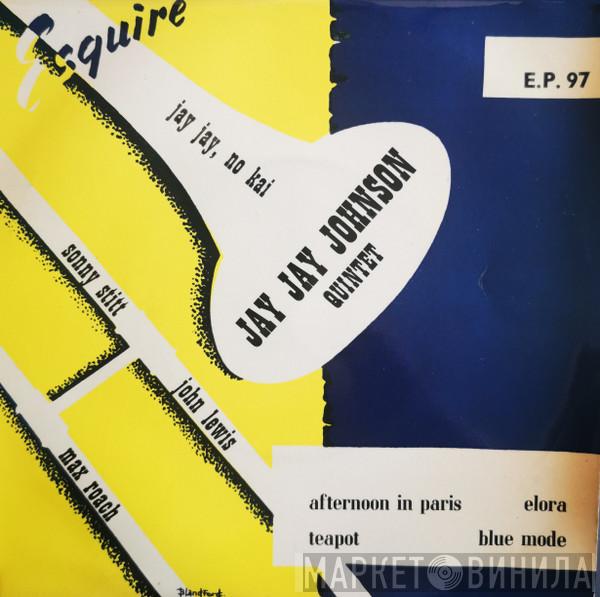 Esquire
E.P. 97
jay jay, no kai
JAY JAY JOHNSON
QUINTET
sonny stitt
john lewis
max roach
afternoon in paris elora
teapot blue mode
Blandford.
МАРКЕТ ВИНИЛА